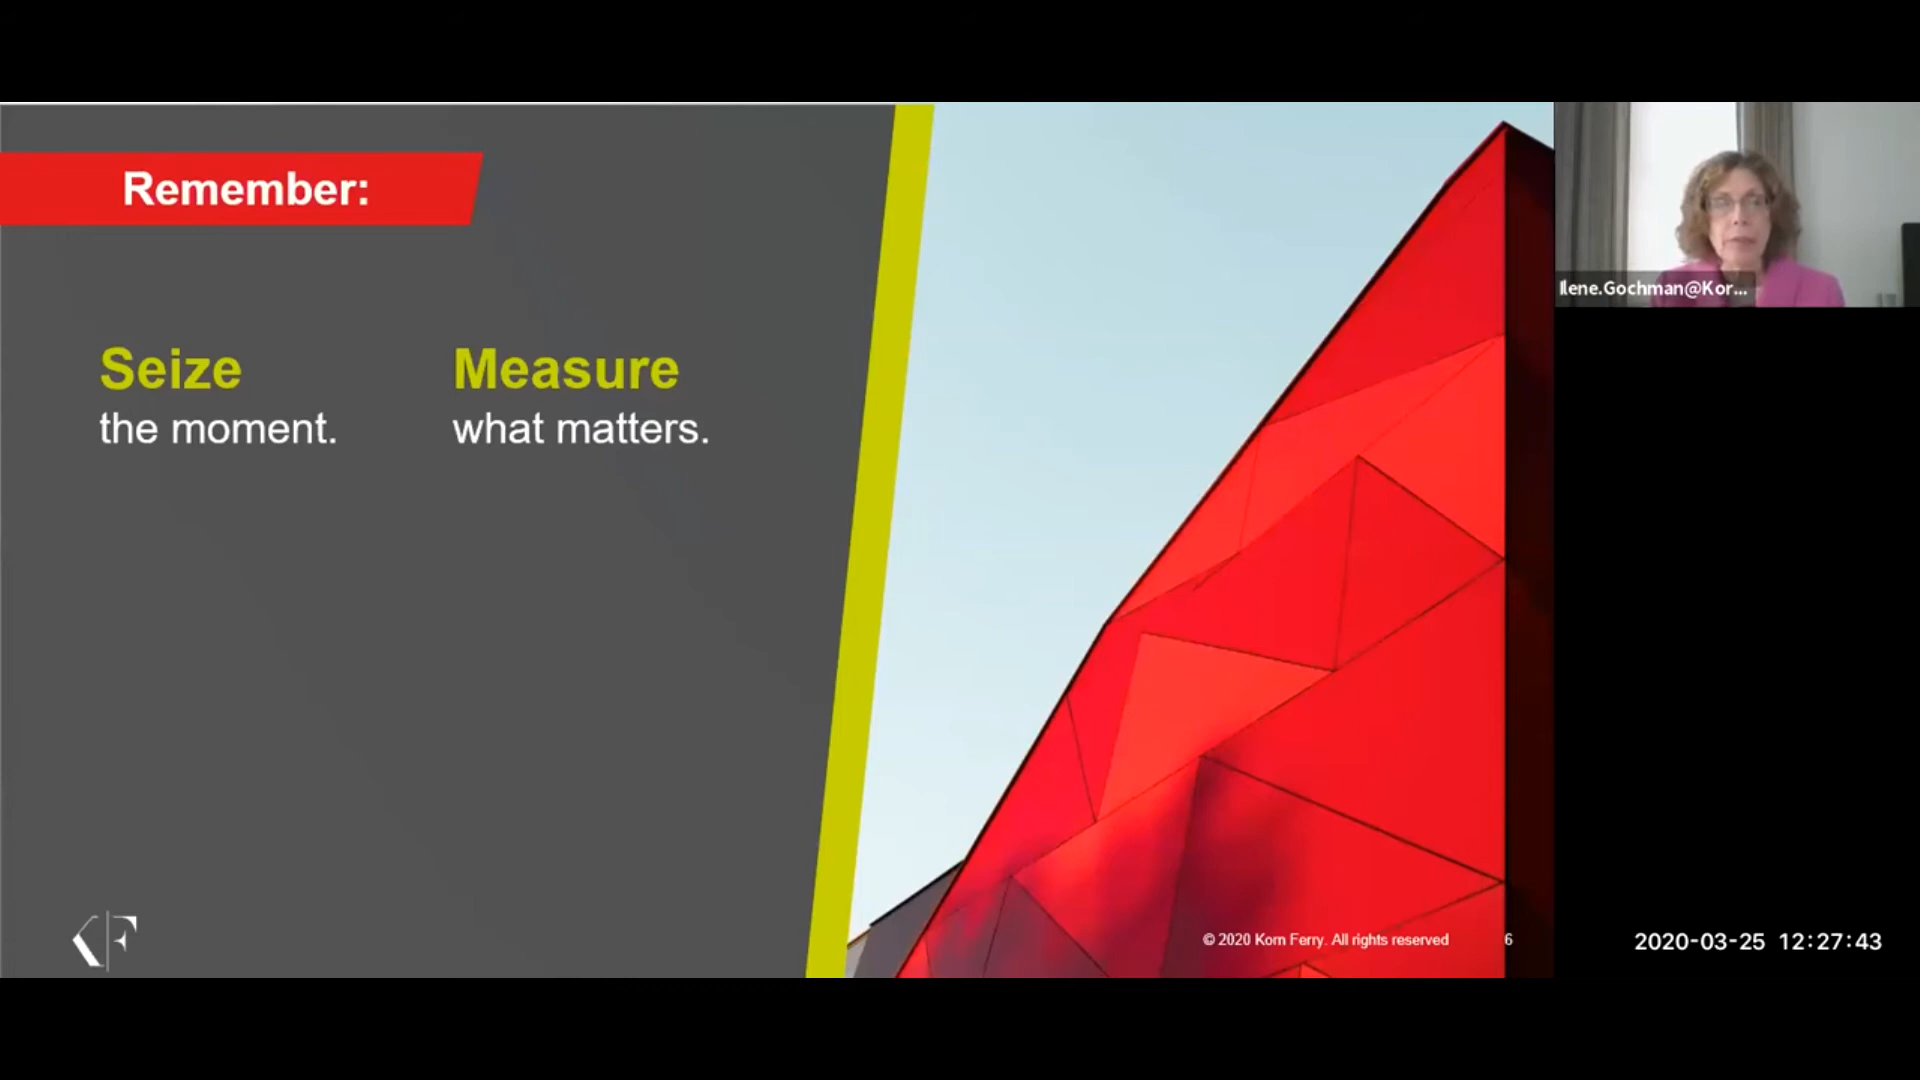 Remember:
Seize
the moment.
Measure
what matters.
KF
© 2020 Korn Ferry. All rights reserved
6
Ilene.Gochman@Kor...
2020-03-25 12:27:43